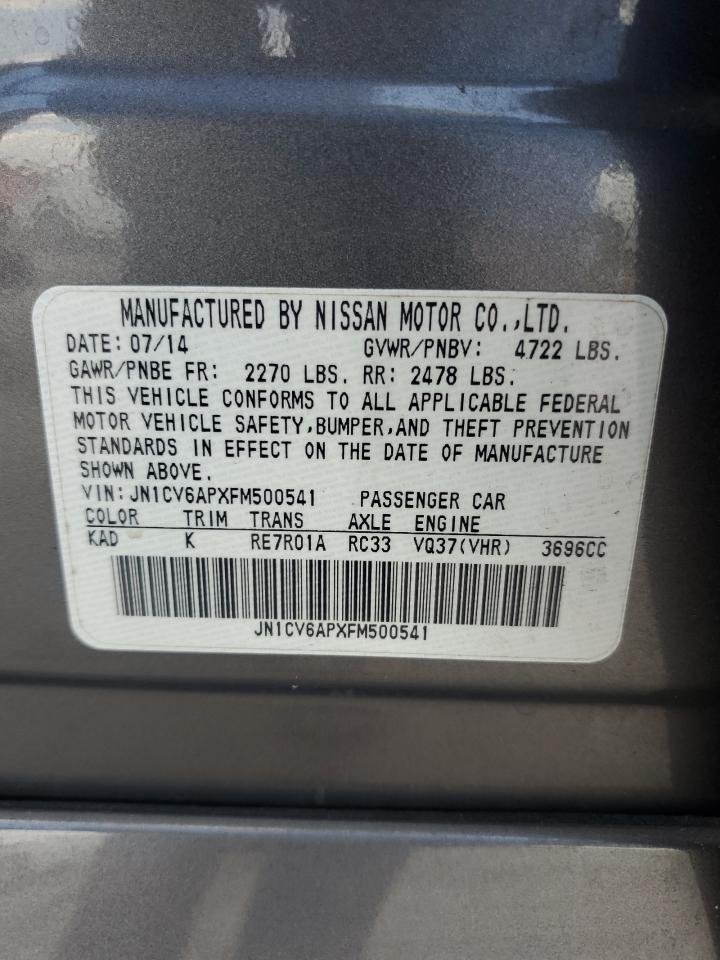 MANUFACTURED BY NISSAN MOTOR CO.,LTD.
DATE: 07/14 GVWR/PNBV: 4722 LBS.
GAWR/PNBE FR: 2270 LBS. RR: 2478 LBS.
THIS VEHICLE CONFORMS TO ALL APPLICABLE FEDERAL
MOTOR VEHICLE SAFETY,BUMPER,AND THEFT PREVENTION
STANDARDS IN EFFECT ON THE DATE OF MANUFACTURE
SHOWN ABOVE.
VIN: JN1CV6APXFM500541 PASSENGER CAR
COLOR TRIM TRANS AXLE ENGINE
KAD K RE7R01A RC33 VQ37(VHR) 3696CC
JN1CV6APXFM500541